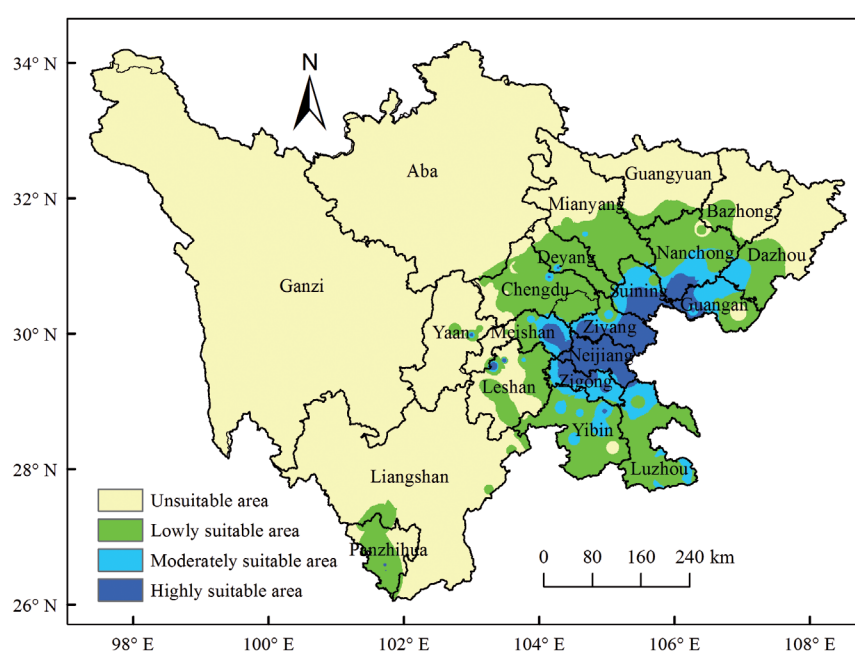 34° N
N
Aba
Guangyuan
32° N
Mianyang
Bazhong
Deyang
Nanchong
Dazhou
Ganzi
Chengdu
Suining
Guangan
30° N
Yaan
Meishan
Ziyang
Neijiang
Leshan
Zigong
Yibin
28° N
Liangshan
Luzhou
Unsuitable area
Lowly suitable area
Panzhihua
Moderately suitable area
0 80 160 240 km
Highly suitable area
26° N
98° E 100° E 102° E 104° E 106° E 108° E